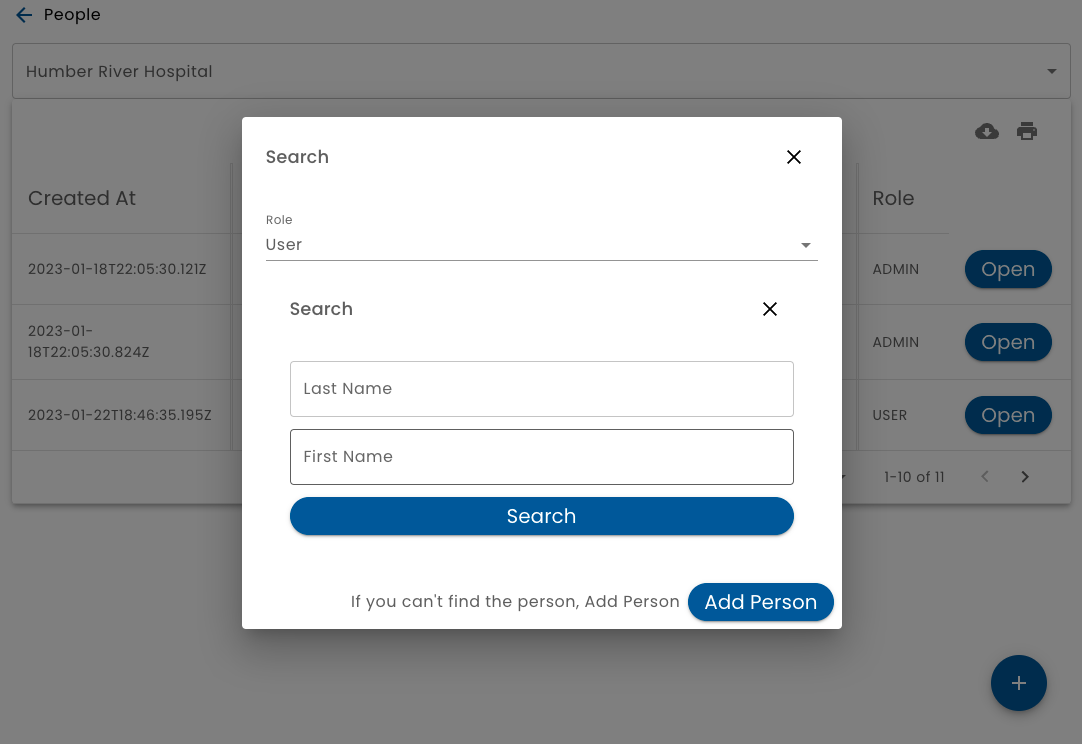 People
Humber River Hospital
Search
Role
User
Search
Last Name
First Name
Search
If you can't find the person, Add Person
Add Person
Created At
Role
2023-01-18T22:05:30.121Z
ADMIN
Open
2023-01-
18T22:05:30.824Z
ADMIN
Open
2023-01-22T18:46:35.195Z
USER
Open
1-10 of 11
+